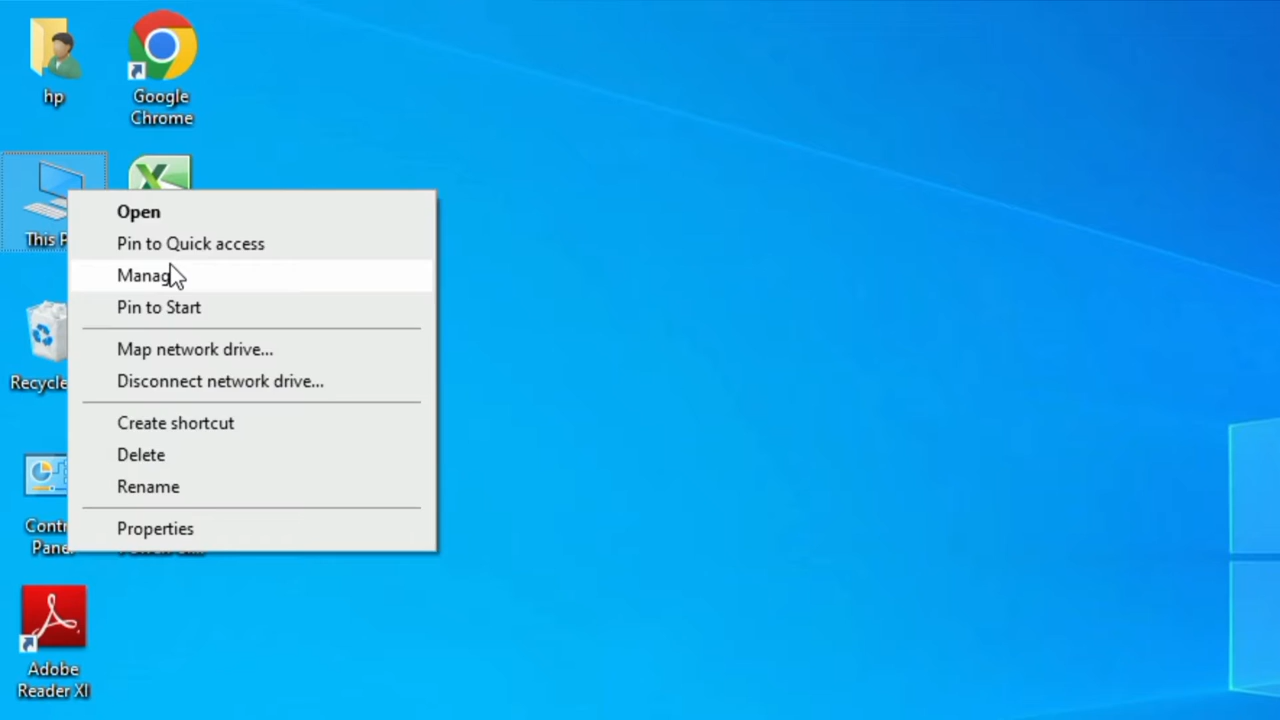 hp
Google
Chrome
This P
Open
Pin to Quick access
Manag
Pin to Start
Map network drive...
Disconnect network drive...
Create shortcut
Delete
Rename
Properties
Recycle
Contr
Panel
Adobe
Reader XI